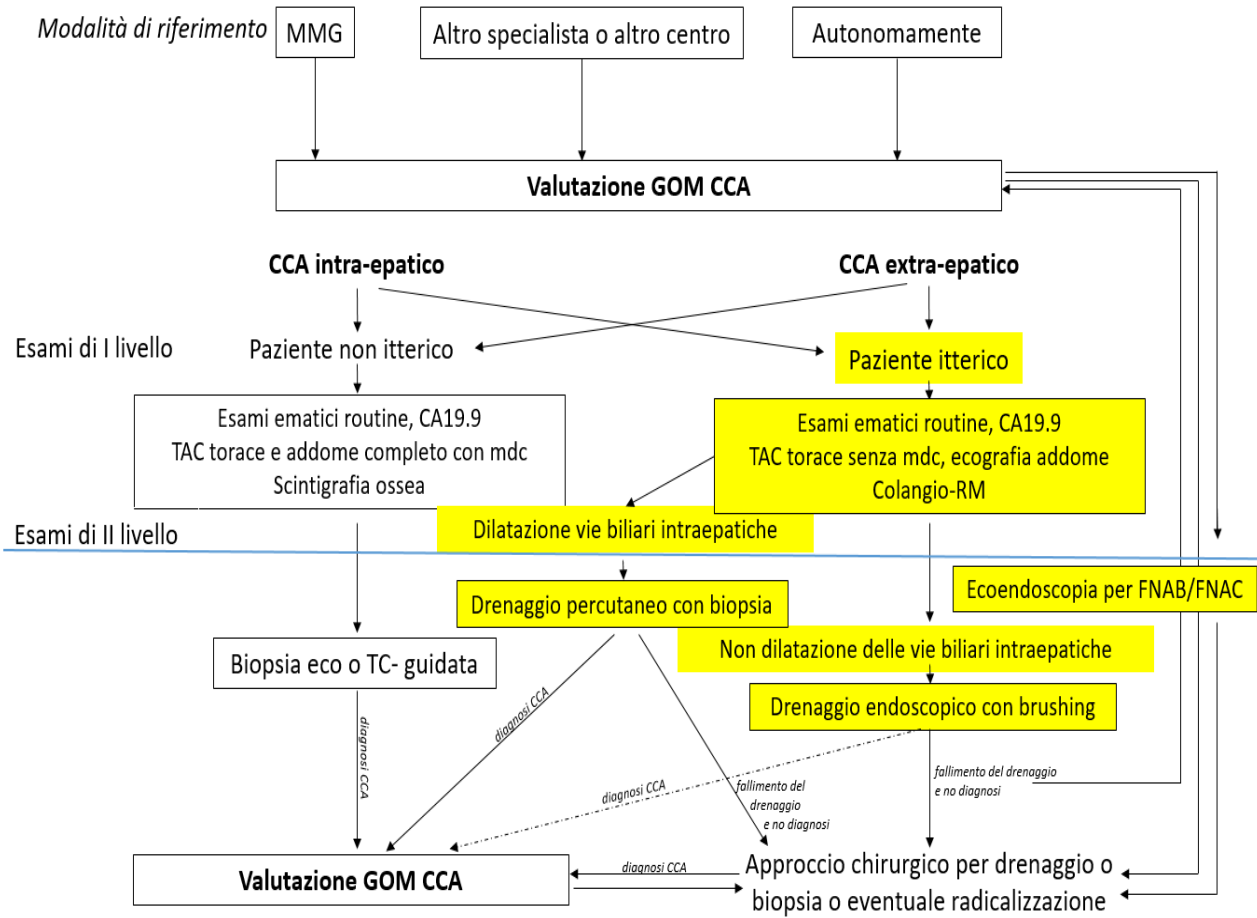 Modalità di riferimento
MMG
Altro specialista o altro centro
Autonomamente
Valutazione GOM CCA
CCA intra-epatico
CCA extra-epatico
Esami di I livello
Paziente non itterico
Paziente itterico
Esami ematici routine, CA19.9
TAC torace e addome completo con mdc
Scintigrafia ossea
Esami ematici routine, CA19.9
TAC torace senza mdc, ecografia addome
Colangio-RM
Esami di II livello
Dilatazione vie biliari intraepatiche
Ecoendoscopia per FNAB/FNAC
Drenaggio percutaneo con biopsia
Biopsia eco o TC- guidata
Non dilatazione delle vie biliari intraepatiche
Drenaggio endoscopico con brushing
diagnosi CCA
diagnosi CCA
diagnosi CCA
fallimento del
drenaggio
e no diagnosi
fallimento del drenaggio
e no diagnosi
Valutazione GOM CCA
diagnosi CCA
Approccio chirurgico per drenaggio o
biopsia o eventuale radicalizzazione